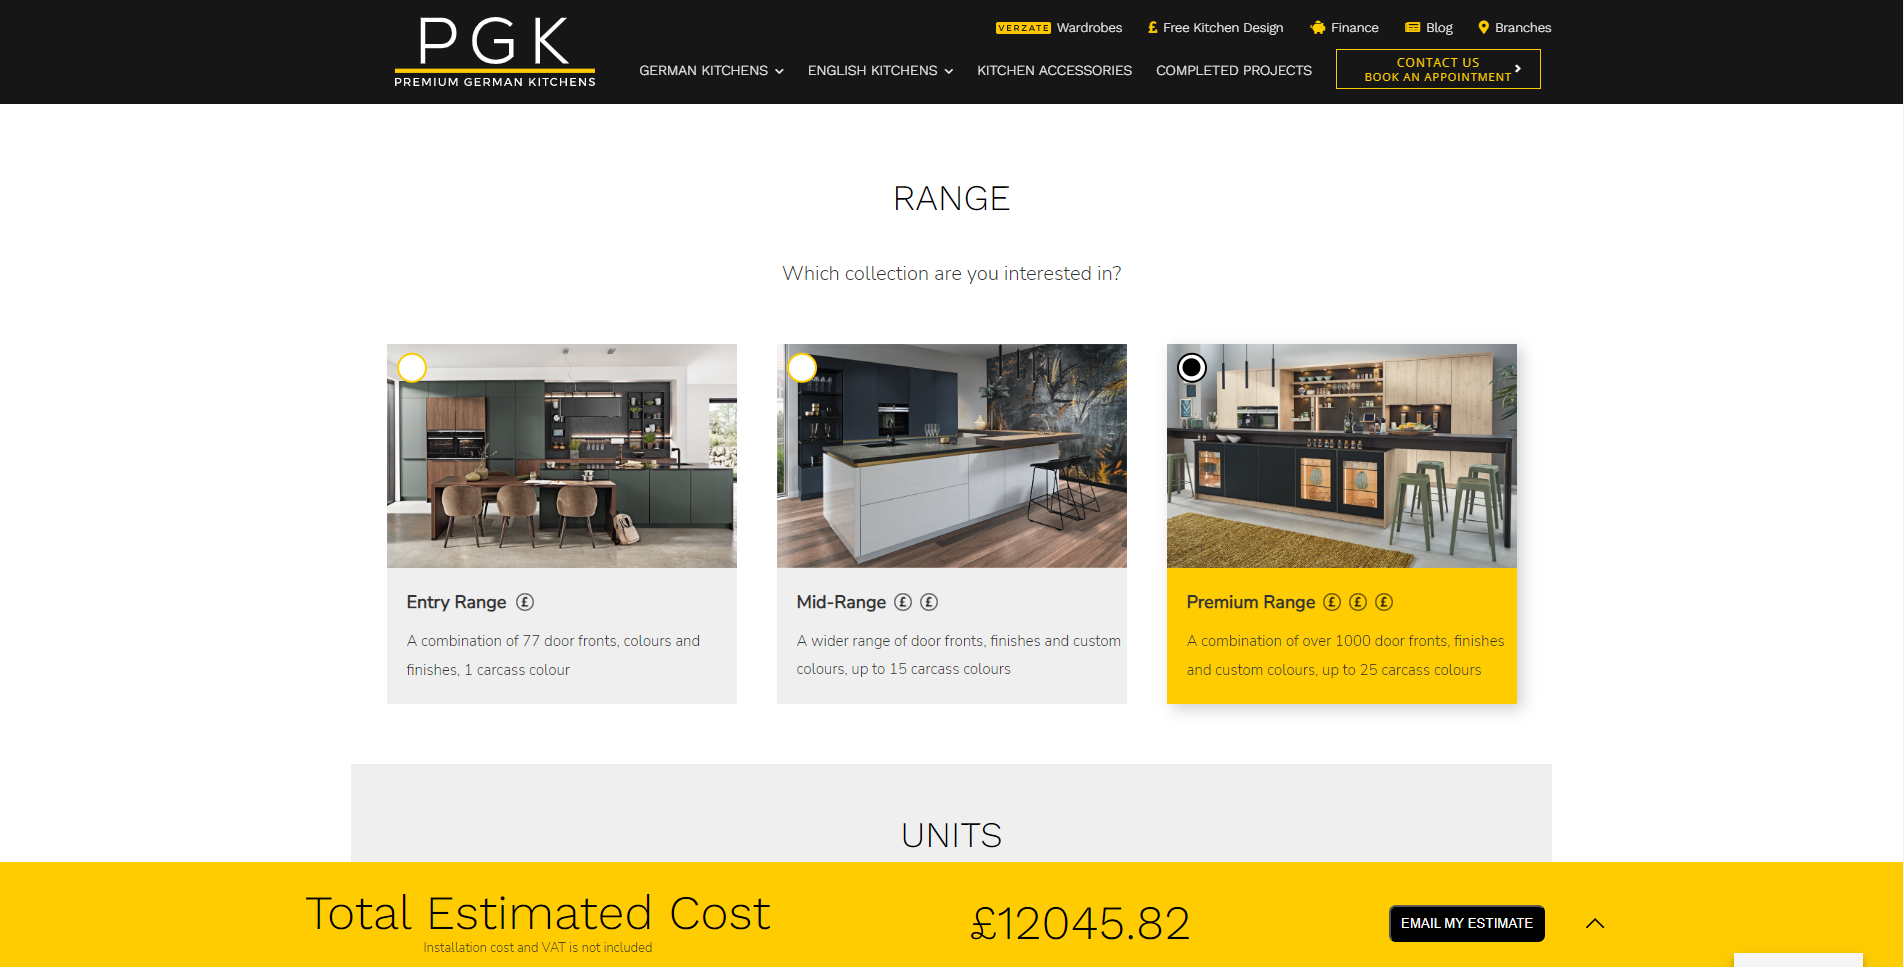 PGK
PREMIUM GERMAN KITCHENS
VERZATE Wardrobes
£ Free Kitchen Design
Finance
Blog
Branches
GERMAN KITCHENS
ENGLISH KITCHENS
KITCHEN ACCESSORIES
COMPLETED PROJECTS
CONTACT US
BOOK AN APPOINTMENT
RANGE
Which collection are you interested in?
Entry Range £
A combination of 77 door fronts, colours and
finishes, 1 carcass colour
Mid-Range £ £
A wider range of door fronts, finishes and custom
colours, up to 15 carcass colours
Premium Range £ £ £
A combination of over 1000 door fronts, finishes
and custom colours, up to 25 carcass colours
UNITS
Total Estimated Cost
Installation cost and VAT is not included
£12045.82
EMAIL MY ESTIMATE